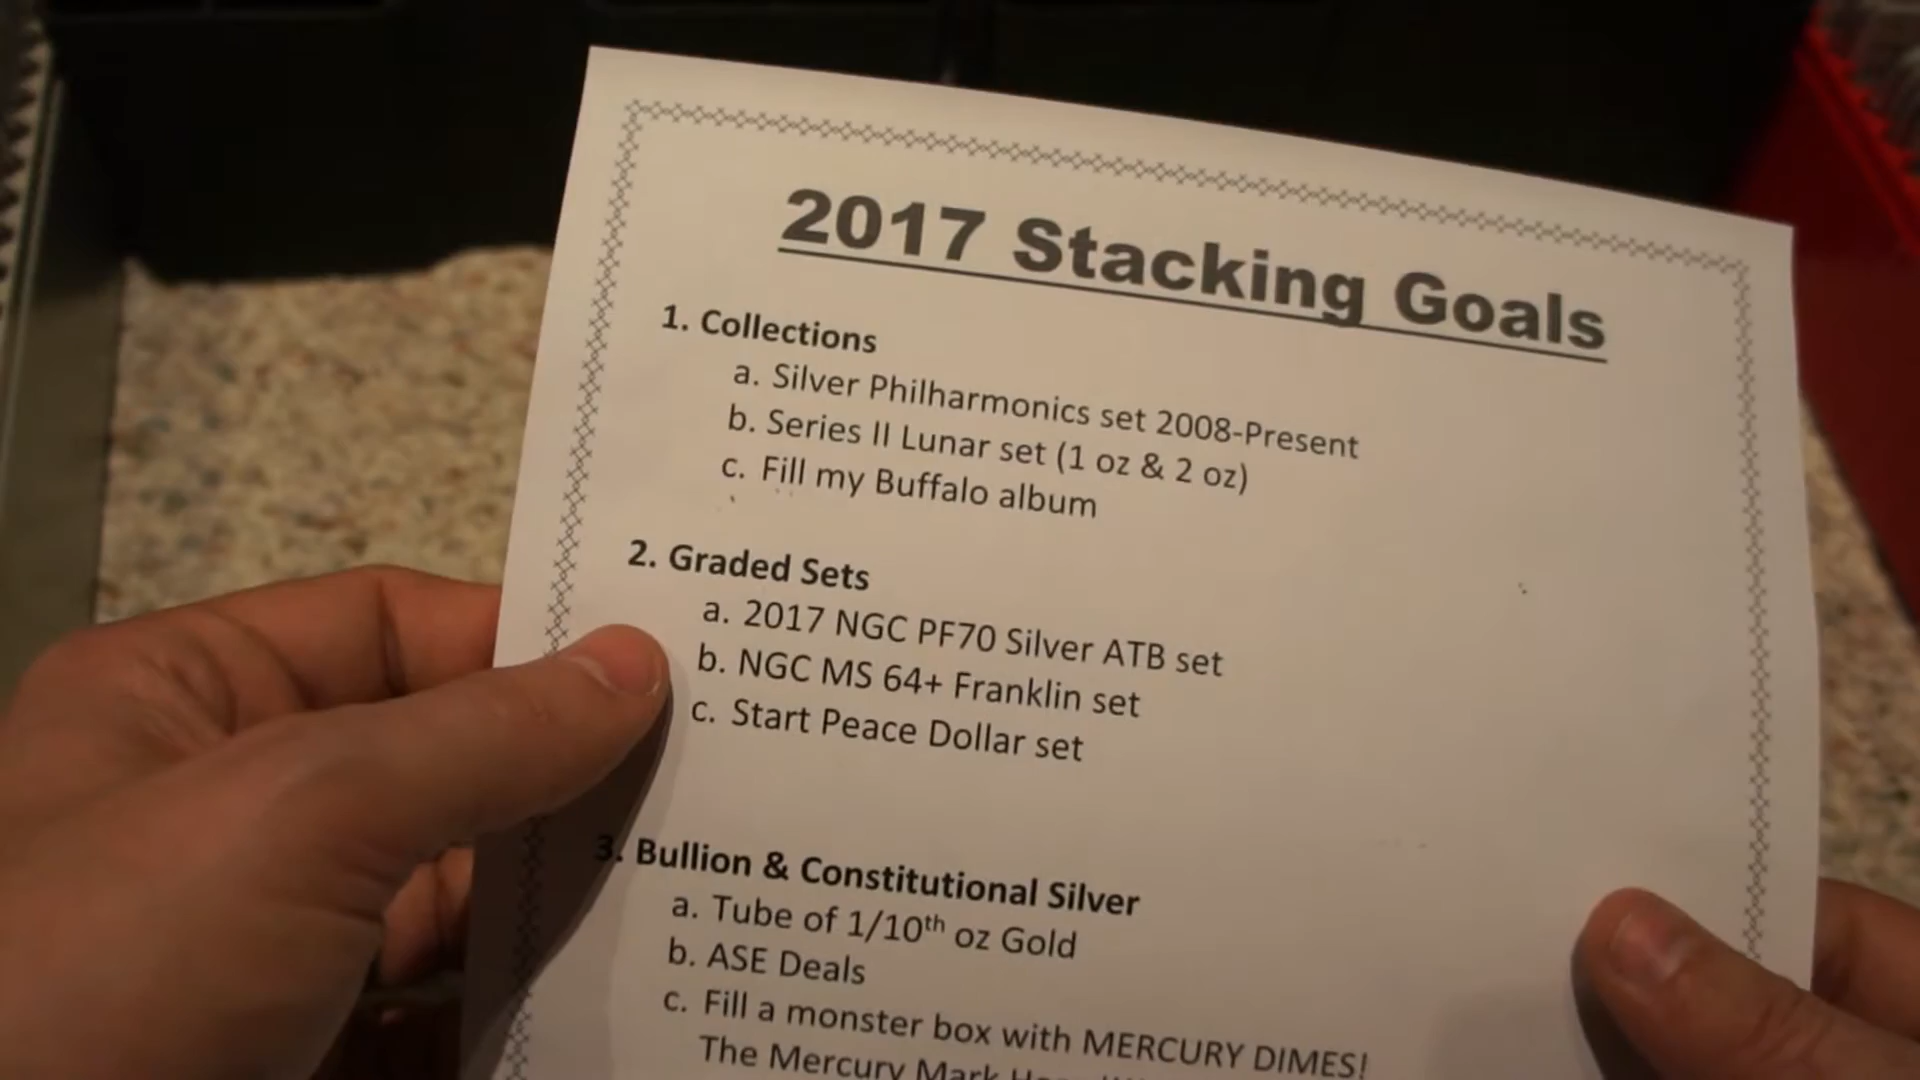 2017 Stacking Goals
1. Collections
a. Silver Philharmonics set 2008-Present
b. Series II Lunar set (1 oz & 2 oz)
c. Fill my Buffalo album
2. Graded Sets
a. 2017 NGC PF70 Silver ATB set
b. NGC MS 64+ Franklin set
c. Start Peace Dollar set
3. Bullion & Constitutional Silver
a. Tube of 1/10th oz Gold
b. ASE Deals
c. Fill a monster box with MERCURY DIMES!
The Mercury Mark